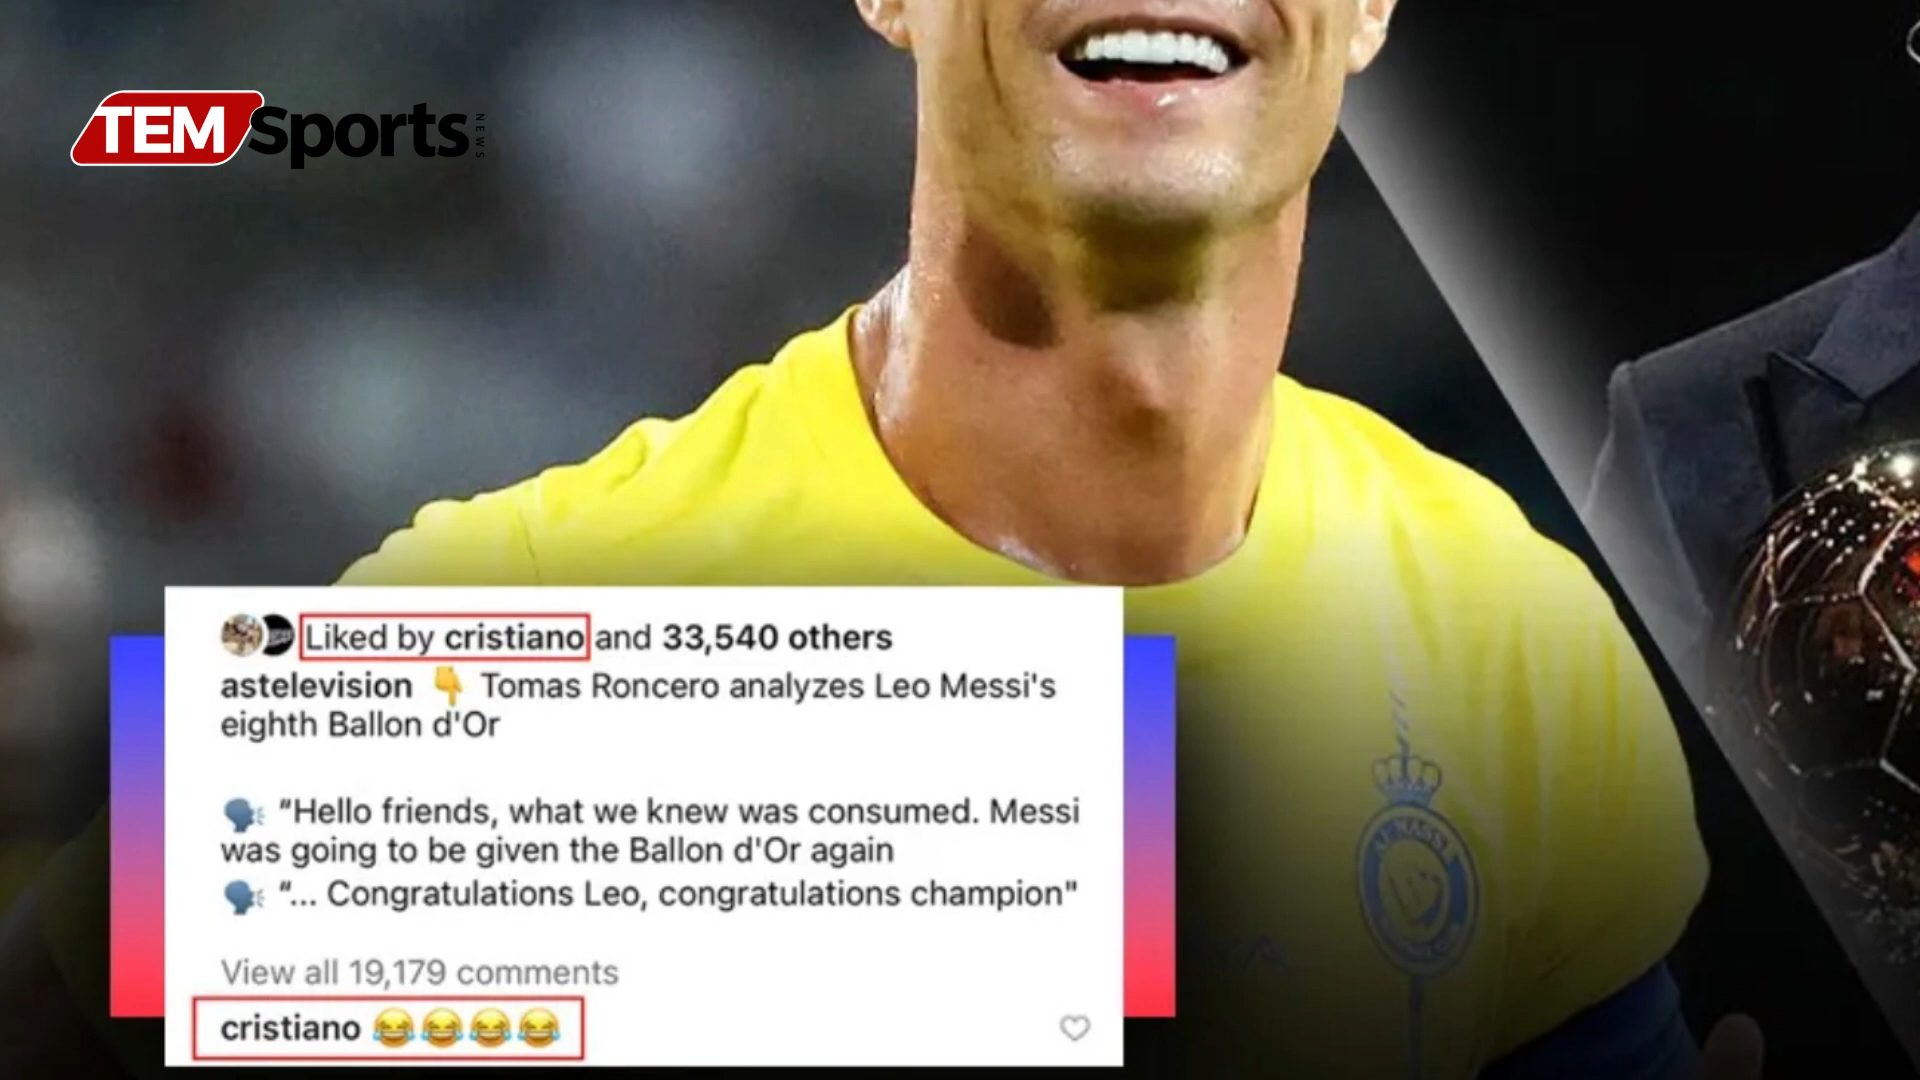 TEM Sports NEWS
Liked by cristiano and 33,540 others
astelevision 👇 Tomas Roncero analyzes Leo Messi's
eighth Ballon d'Or
🗣 “Hello friends, what we knew was consumed. Messi
was going to be given the Ballon d'Or again
🗣 “... Congratulations Leo, congratulations champion"
View all 19,179 comments
cristiano 😂😂😂😂